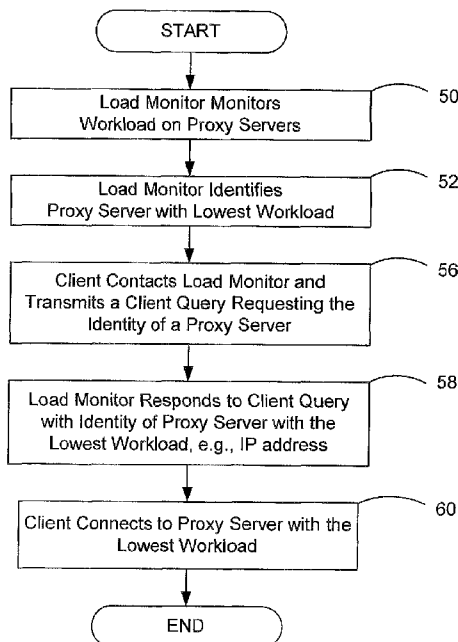 START
50
Load Monitor Monitors
Workload on Proxy Servers
52
Load Monitor Identifies
Proxy Server with Lowest Workload
56
Client Contacts Load Monitor and
Transmits a Client Query Requesting the
Identity of a Proxy Server
58
Load Monitor Responds to Client Query
with Identity of Proxy Server with the
Lowest Workload, e.g., IP address
60
Client Connects to Proxy Server with the
Lowest Workload
END